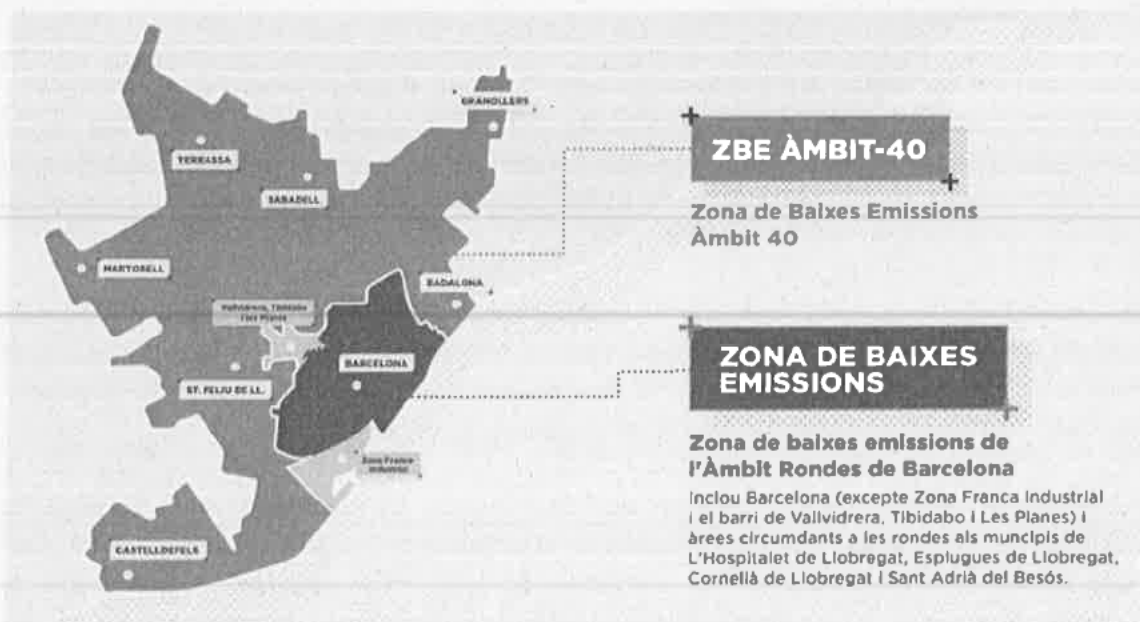 GRANOLLERS
TERRASSA
SABADELL
MARTORELL
BADALONA
Vallvidrera, Tibidabo
i Les Planes
BARCELONA
ST. FELIU DE LL.
Zona Franca
Industrial
CASTELLDEFELS
ZBE ÀMBIT-40
Zona de Baixes Emissions
Àmbit 40
ZONA DE BAIXES
EMISSIONS
Zona de baixes emissions de
l'Àmbit Rondes de Barcelona
Inclou Barcelona (excepte Zona Franca Industrial
i el barri de Vallvidrera, Tibidabo i Les Planes) i
àrees circumdants a les rondes als muncipis de
L'Hospitalet de Llobregat, Esplugues de Llobregat,
Cornellà de Llobregat i Sant Adrià del Besós.